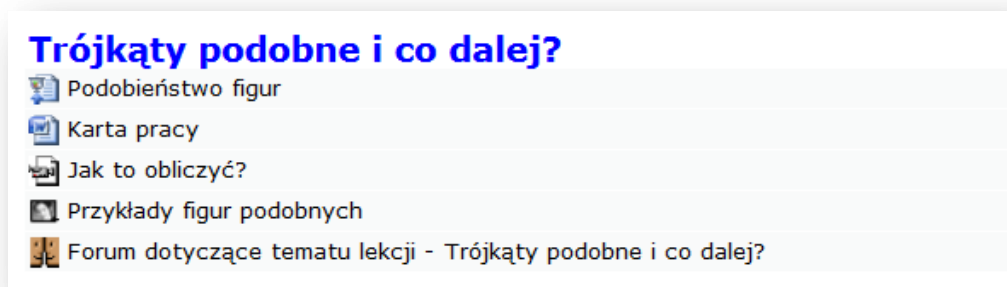 Trójkąty podobne i co dalej?
Podobieństwo figur
Karta pracy
Jak to obliczyć?
Przykłady figur podobnych
Forum dotyczące tematu lekcji - Trójkąty podobne i co dalej?